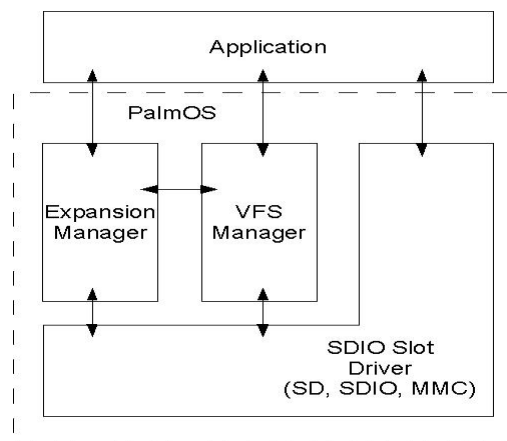 Application
PalmOS
Expansion
Manager
VFS
Manager
SDIO Slot
Driver
(SD, SDIO, MMC)